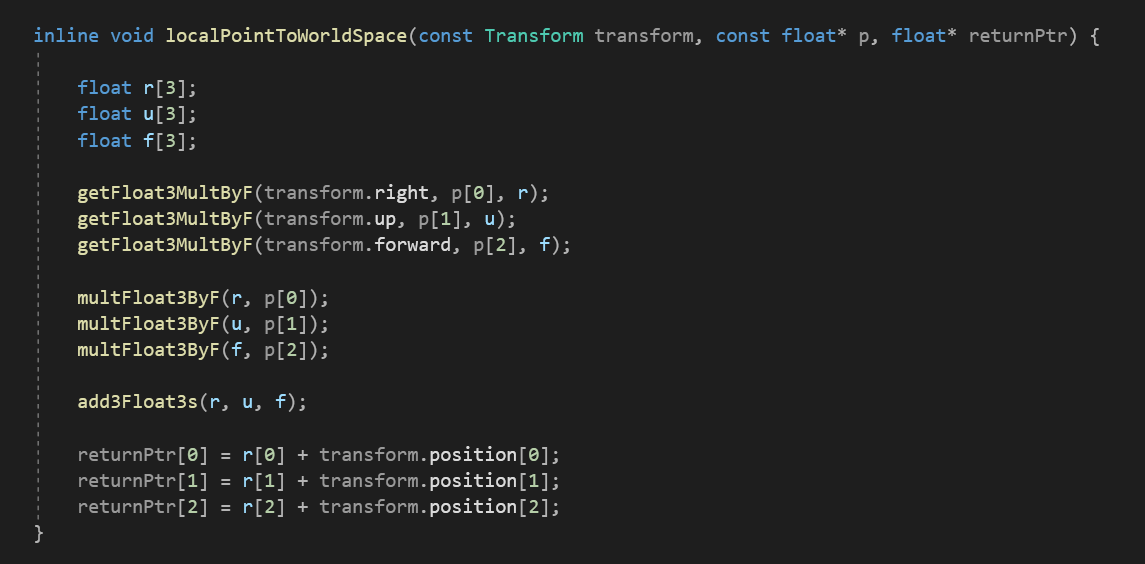 inline void localPointToWorldSpace(const Transform transform, const float* p, float* returnPtr) {
float r[3];
float u[3];
float f[3];
getFloat3MultByF(transform.right, p[0], r);
getFloat3MultByF(transform.up, p[1], u);
getFloat3MultByF(transform.forward, p[2], f);
multFloat3ByF(r, p[0]);
multFloat3ByF(u, p[1]);
multFloat3ByF(f, p[2]);
add3Float3s(r, u, f);
returnPtr[0] = r[0] + transform.position[0];
returnPtr[1] = r[1] + transform.position[1];
returnPtr[2] = r[2] + transform.position[2];
}